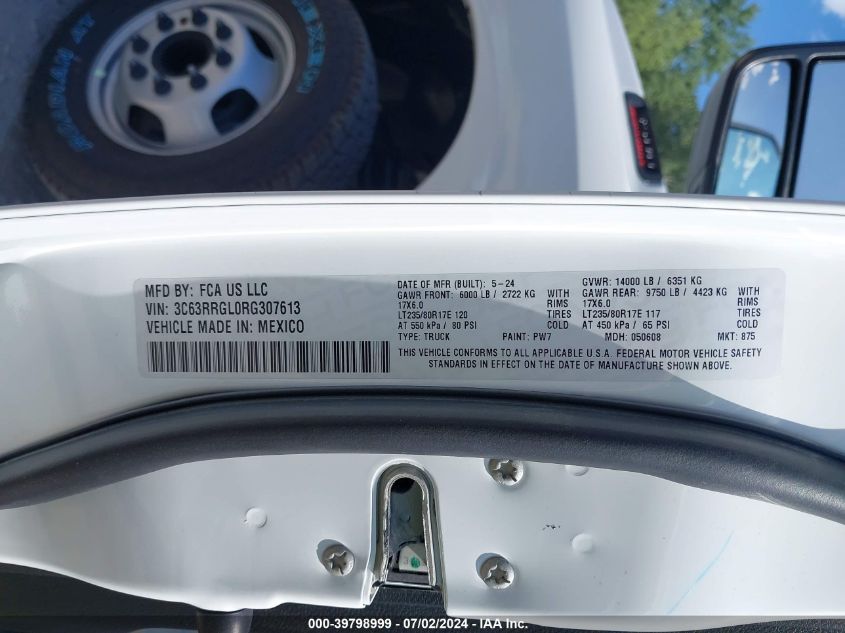 RADIAN AT
NEXEN
MFD BY: FCA US LLC
VIN: 3C63RRGL0RG307613
VEHICLE MADE IN: MEXICO
DATE OF MFR (BUILT): 5-24
GAWR FRONT: 6000 LB / 2722 KG WITH
17X6.0 RIMS
LT235/80R17E 120 TIRES
AT 550 kPa / 80 PSI COLD
TYPE: TRUCK PAINT: PW7
GVWR: 14000 LB / 6351 KG
GAWR REAR: 9750 LB / 4423 KG WITH
17X6.0 RIMS
LT235/80R17E 117 TIRES
AT 450 kPa / 65 PSI COLD
MDH: 050608 MKT: 875
THIS VEHICLE CONFORMS TO ALL APPLICABLE U.S.A. FEDERAL MOTOR VEHICLE SAFETY
STANDARDS IN EFFECT ON THE DATE OF MANUFACTURE SHOWN ABOVE.
000-39798999 - 07/02/2024 - IAA Inc.